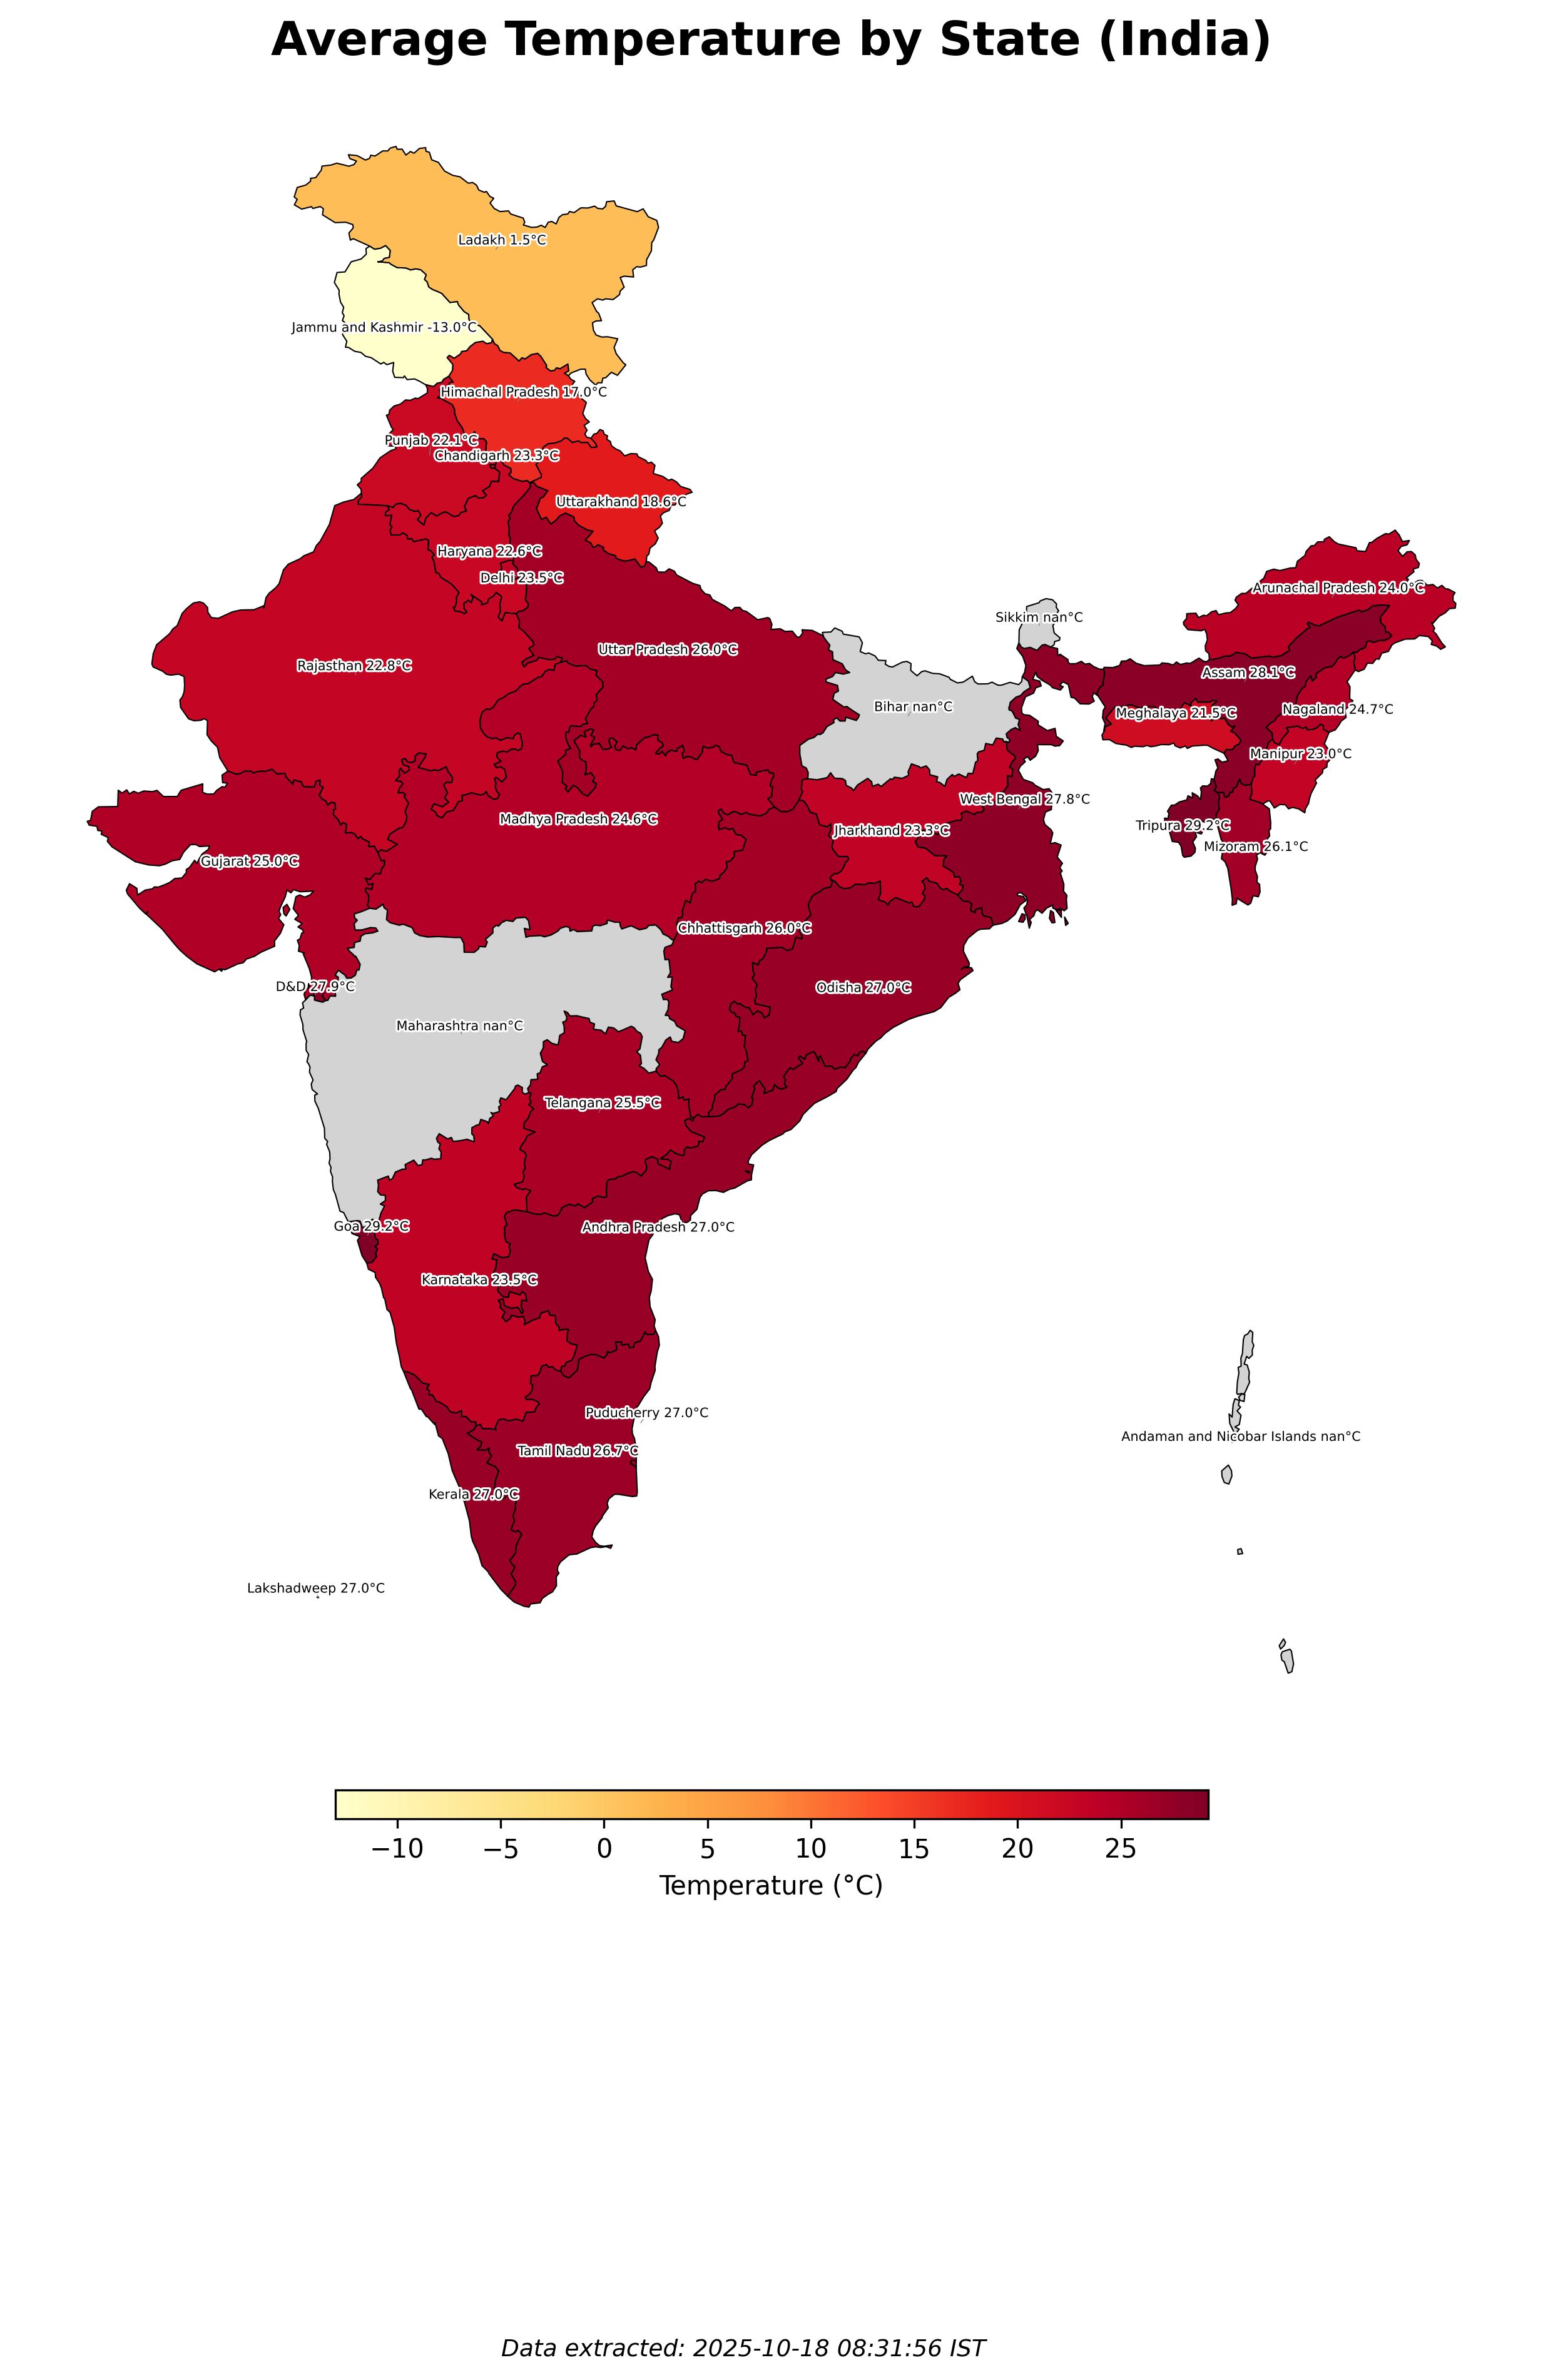 Average Temperature by State (India)
Ladakh 1.5°C
Jammu and Kashmir -13.0°C
Himachal Pradesh 17.0°C
Punjab 22.1°C
Chandigarh 23.3°C
Uttarakhand 18.6°C
Haryana 22.6°C
Delhi 23.5°C
Arunachal Pradesh 24.0°C
Sikkim nan°C
Uttar Pradesh 26.0°C
Rajasthan 22.8°C
Assam 28.1°C
Bihar nan°C
Nagaland 24.7°C
Meghalaya 21.5°C
Manipur 23.0°C
West Bengal 27.8°C
Madhya Pradesh 24.6°C
Tripura 29.2°C
Jharkhand 23.3°C
Mizoram 26.1°C
Gujarat 25.0°C
Chhattisgarh 26.0°C
D&D 27.9°C
Odisha 27.0°C
Maharashtra nan°C
Telangana 25.5°C
Goa 29.2°C
Andhra Pradesh 27.0°C
Karnataka 23.5°C
Puducherry 27.0°C
Andaman and Nicobar Islands nan°C
Tamil Nadu 26.7°C
Kerala 27.0°C
Lakshadweep 27.0°C
−10 −5 0 5 10 15 20 25
Temperature (°C)
Data extracted: 2025-10-18 08:31:56 IST